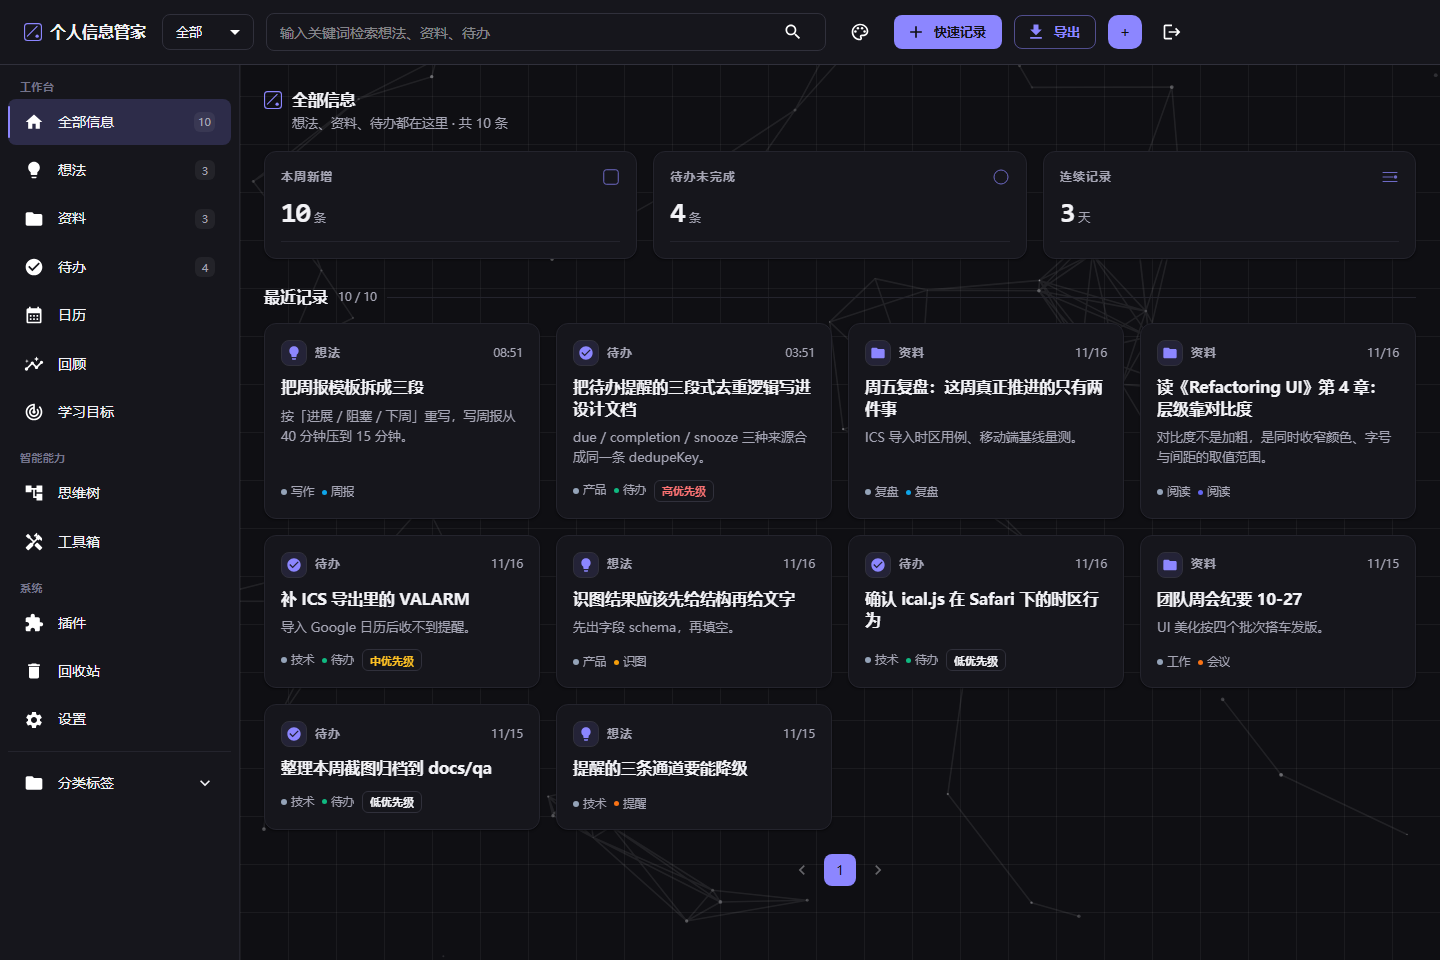 个人信息管家
全部
输入关键词检索想法、资料、待办
快速记录
导出
+
工作台
全部信息 10
想法 3
资料 3
待办 4
日历
回顾
学习目标
智能能力
思维树
工具箱
系统
插件
回收站
设置
分类标签
全部信息
想法、资料、待办都在这里 · 共 10 条
本周新增
10 条
待办未完成
4 条
连续记录
3 天
最近记录 10 / 10
想法 08:51
把周报模板拆成三段
按「进展 / 阻塞 / 下周」重写，写周报从
40 分钟压到 15 分钟。
写作 周报
待办 03:51
把待办提醒的三段式去重逻辑写进
设计文档
due / completion / snooze 三种来源合
成同一条 dedupeKey。
产品 待办 高优先级
资料 11/16
周五复盘：这周真正推进的只有两
件事
ICS 导入时区用例、移动端基线量测。
复盘 复盘
资料 11/16
读《Refactoring UI》第 4 章：
层级靠对比度
对比度不是加粗，是同时收窄颜色、字号
与间距的取值范围。
阅读 阅读
待办 11/16
补 ICS 导出里的 VALARM
导入 Google 日历后收不到提醒。
技术 待办 中优先级
想法 11/16
识图结果应该先给结构再给文字
先出字段 schema，再填空。
产品 识图
待办 11/16
确认 ical.js 在 Safari 下的时区行
为
技术 待办 低优先级
资料 11/15
团队周会纪要 10-27
UI 美化按四个批次搭车发版。
工作 会议
待办 11/15
整理本周截图归档到 docs/qa
技术 待办 低优先级
想法 11/15
提醒的三条通道要能降级
技术 提醒
1